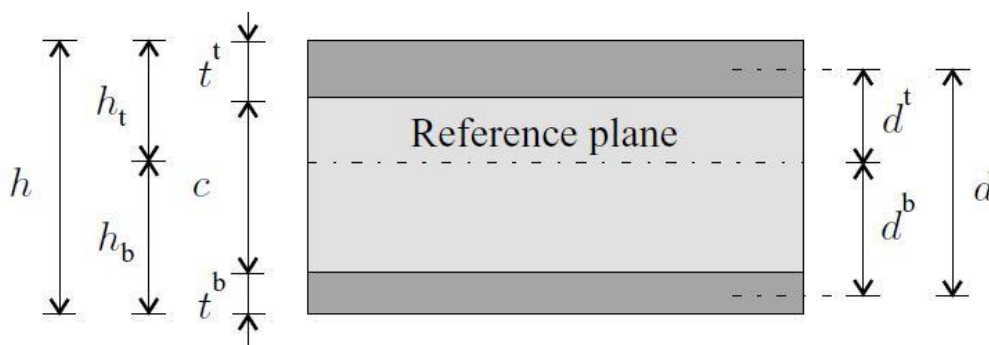 h
h_t
h_b
t^t
c
t^b
Reference plane
d^t
d^b
d